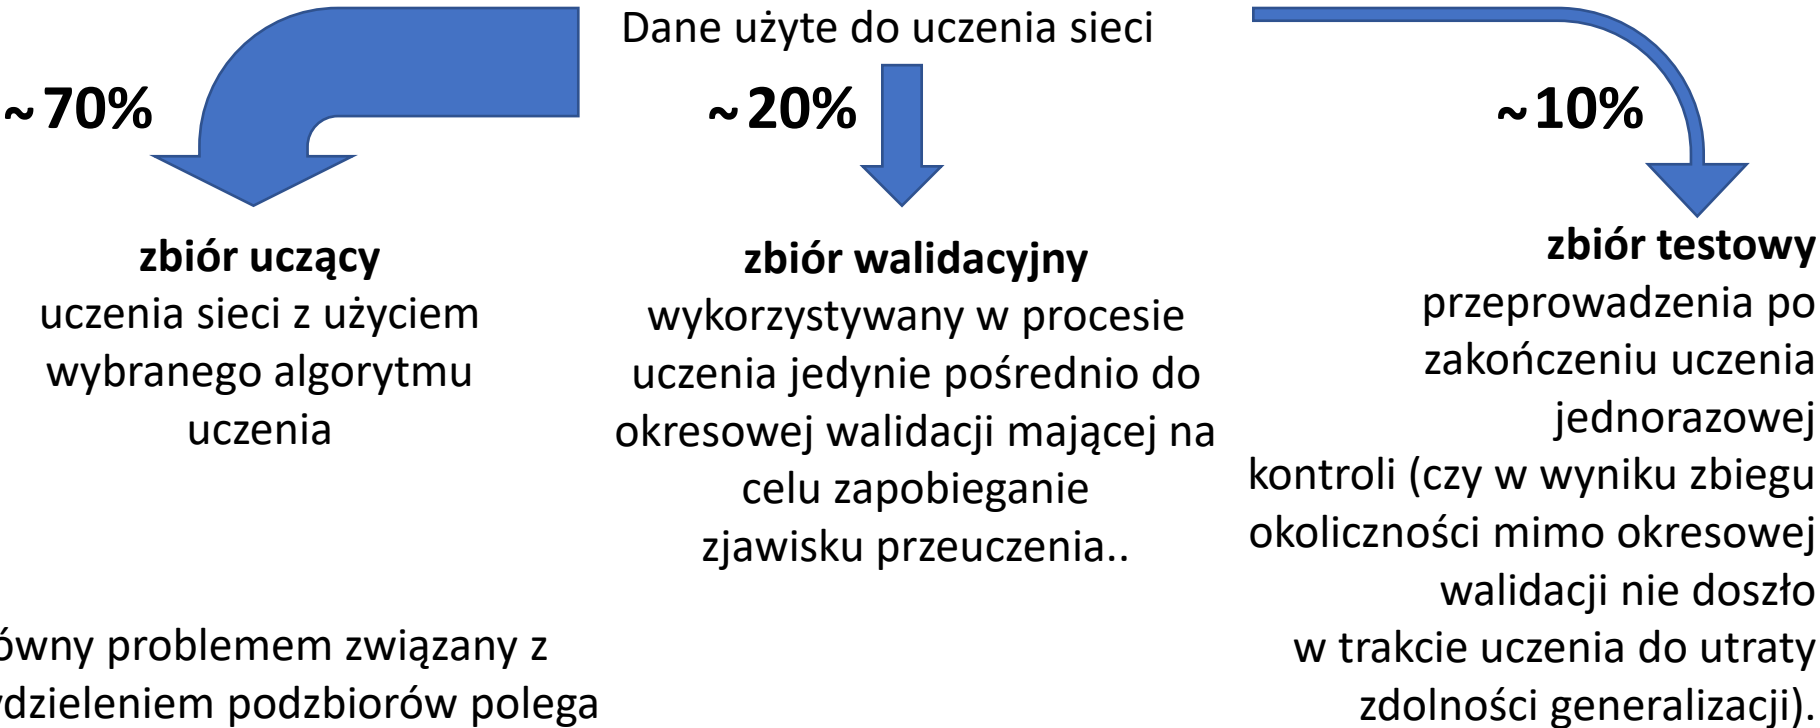 Dane użyte do uczenia sieci
~70%
~20%
~10%
zbiór uczący
uczenia sieci z użyciem
wybranego algorytmu
uczenia
zbiór walidacyjny
wykorzystywany w procesie
uczenia jedynie pośrednio do
okresowej walidacji mającej na
celu zapobieganie
zjawisku przeuczenia..
zbiór testowy
przeprowadzenia po
zakończeniu uczenia
jednorazowej
kontroli (czy w wyniku zbiegu
okoliczności mimo okresowej
walidacji nie doszło
w trakcie uczenia do utraty
zdolności generalizacji).
problemem związany z
podzbiorów polega